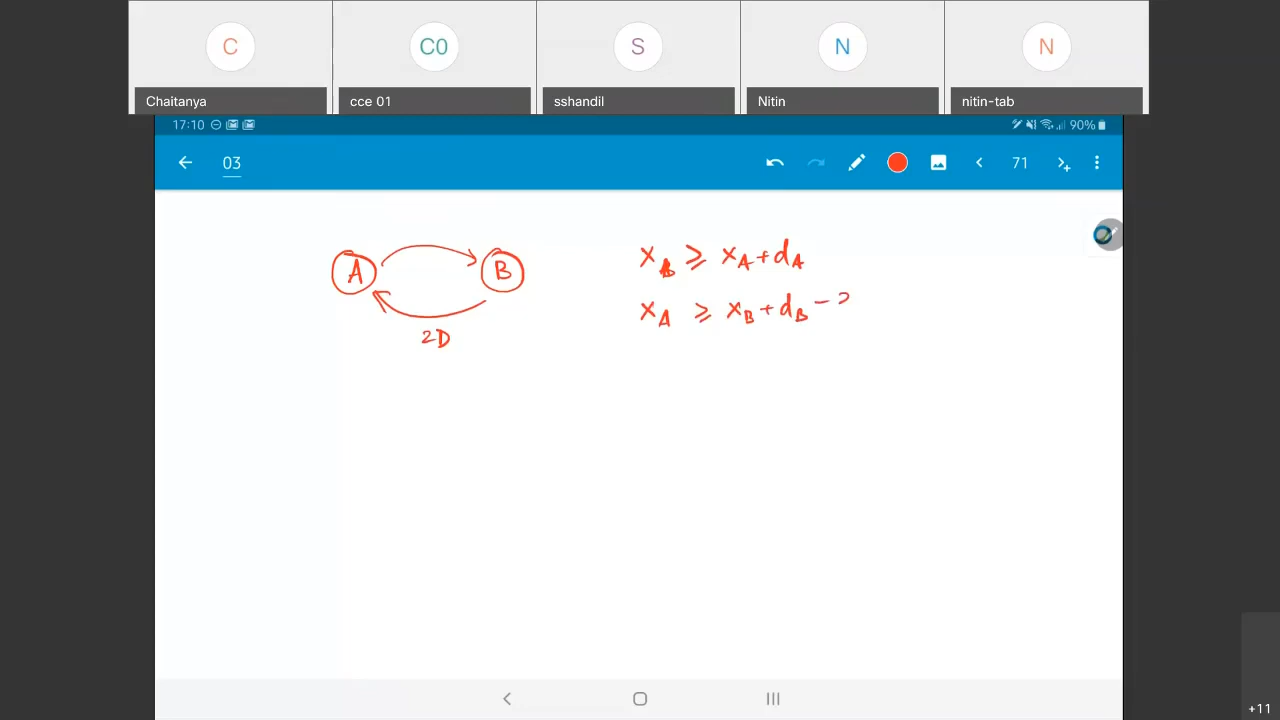 C C0 S N N
Chaitanya cce 01 sshandil Nitin nitin-tab
17:10 90%
03 71
A B
2D
x_B ≥ x_A + d_A
x_A ≥ x_B + d_B - 2
+11